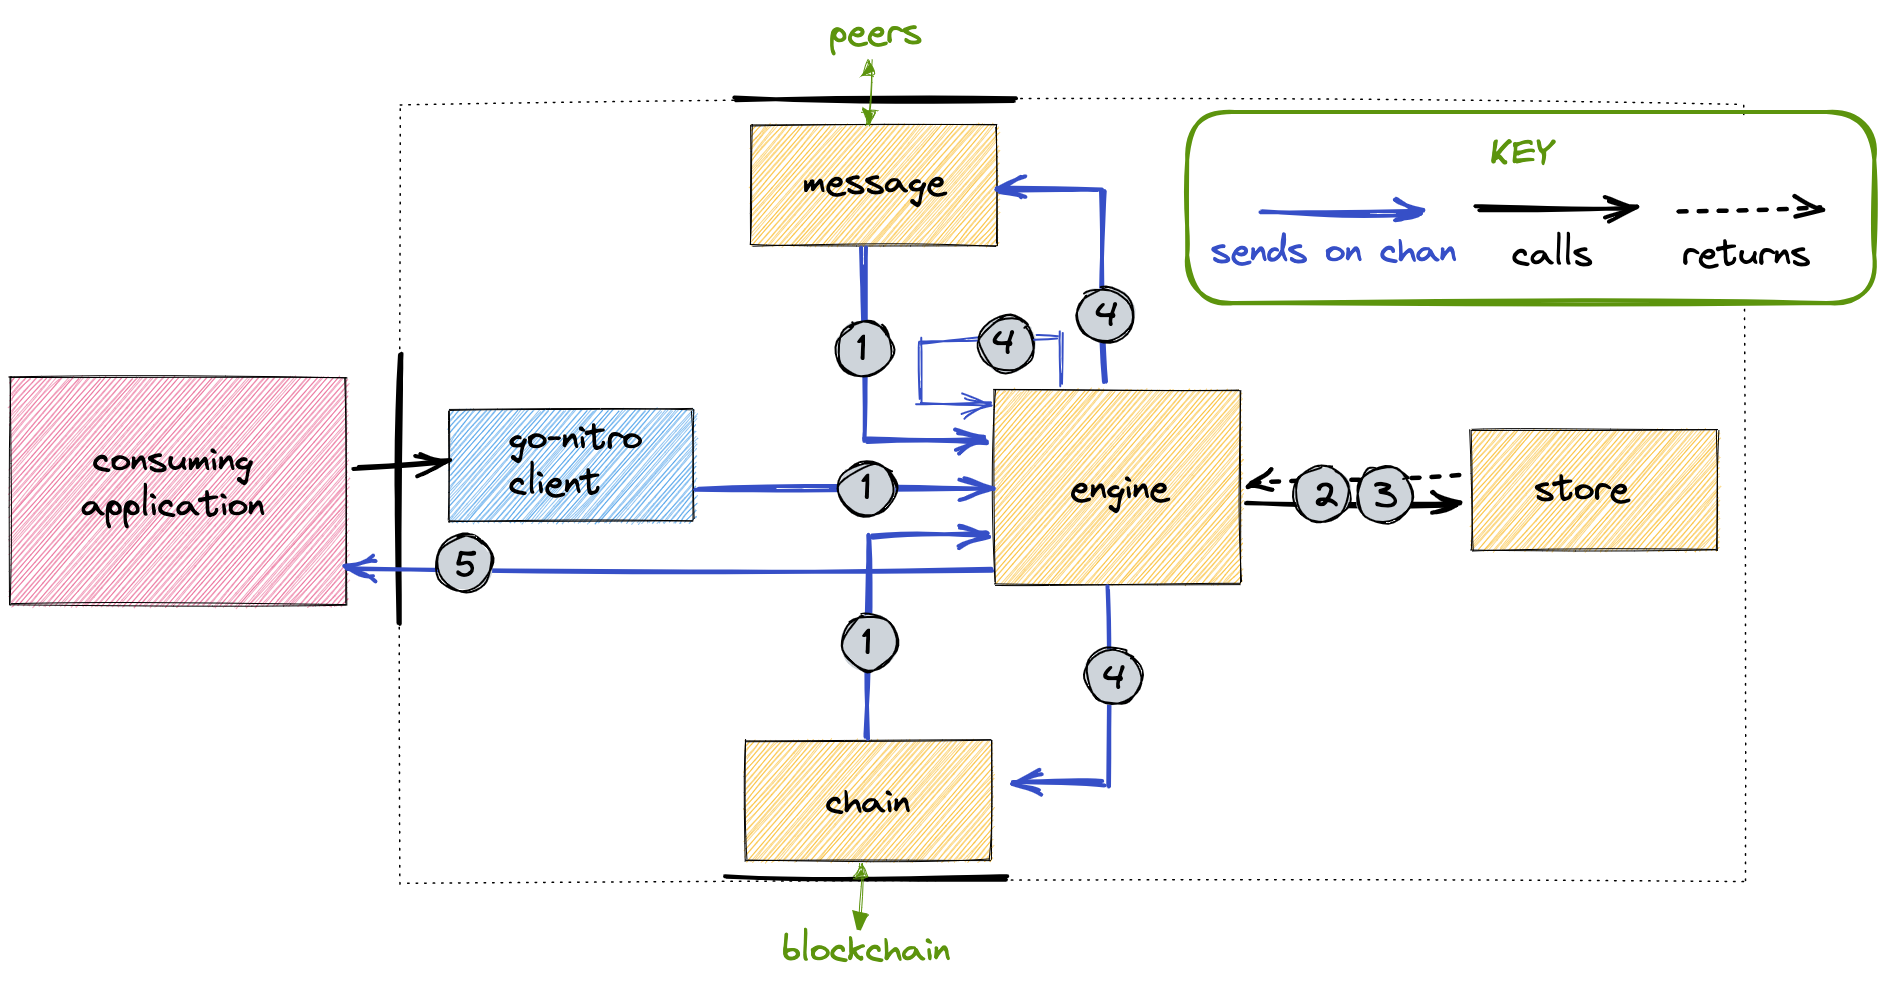 peers
message
KEY
sends on chan
calls
returns
4
4
1
consuming
application
go-nitro
client
1
engine
2
3
store
5
1
4
chain
blockchain